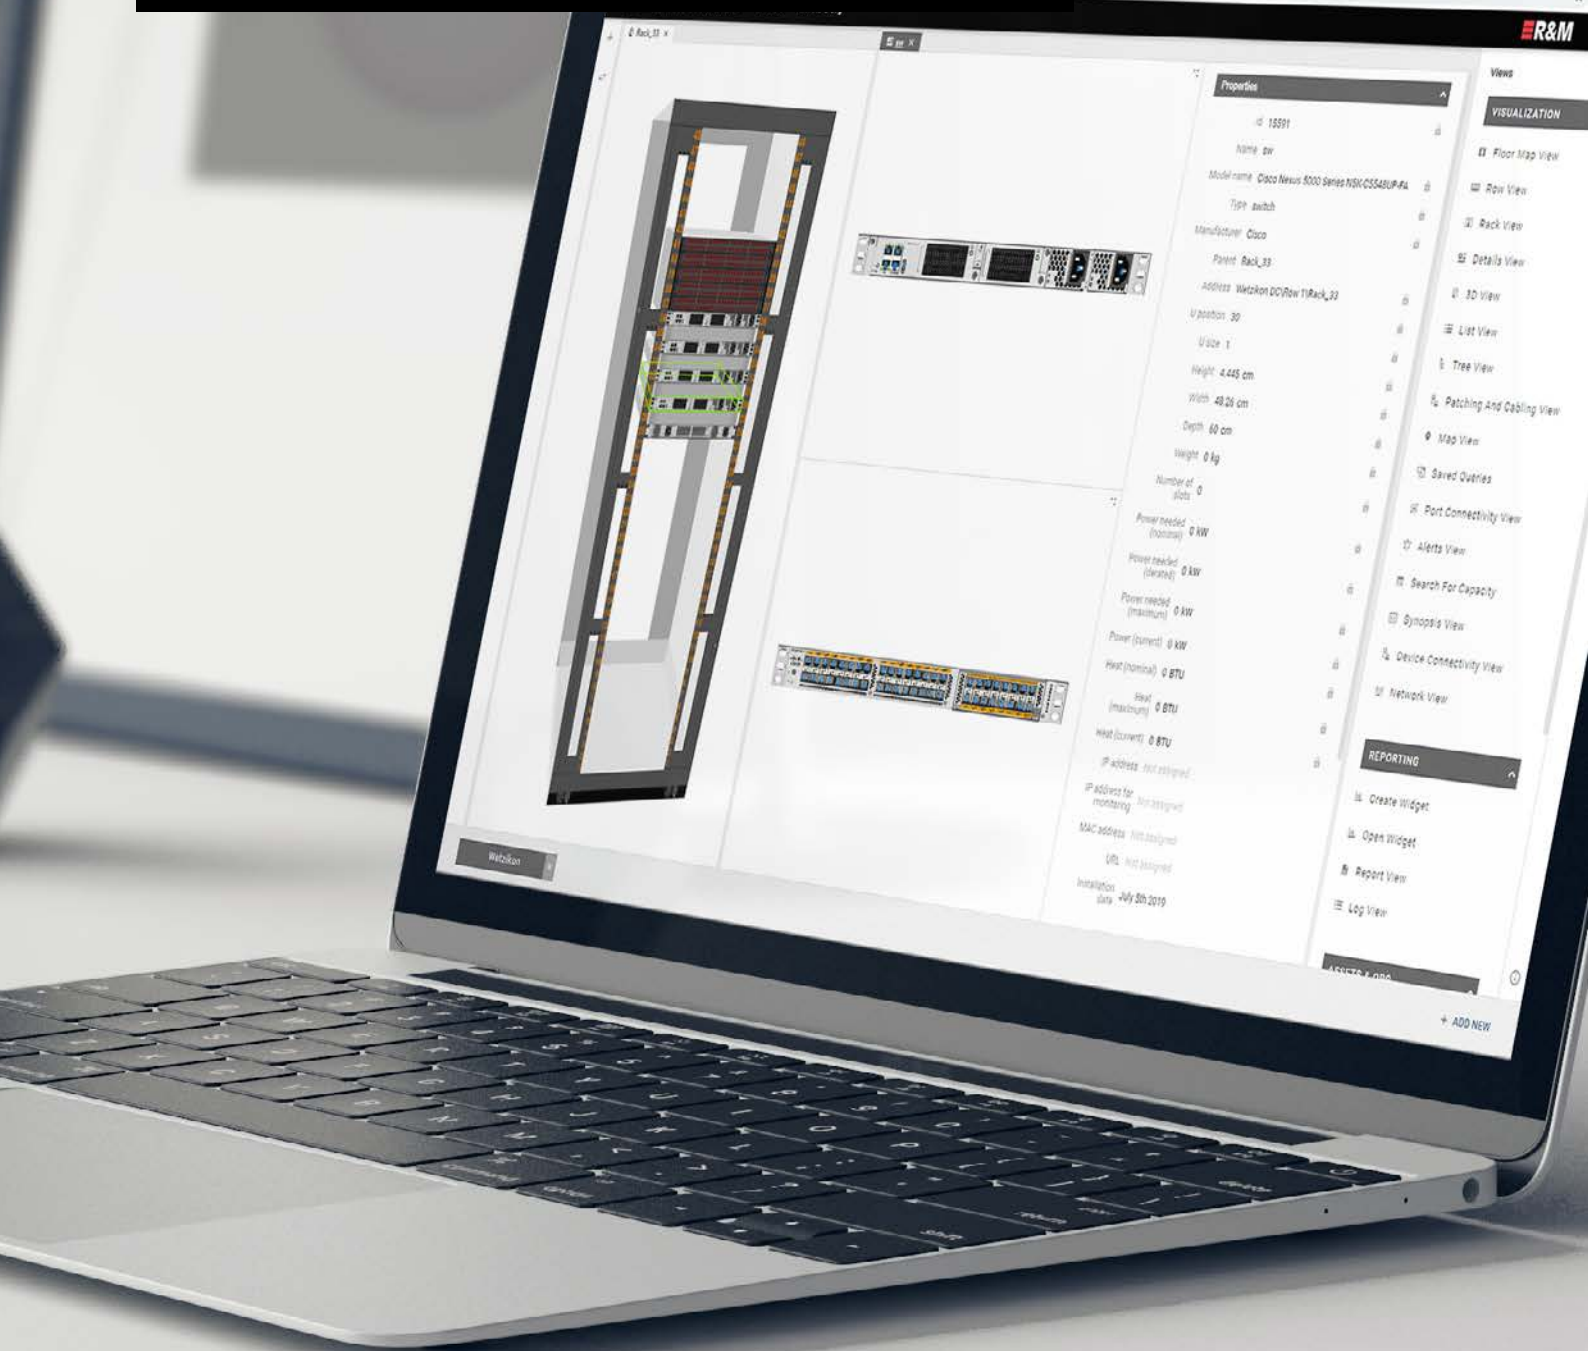 R&M
Rack_33 ×
sw ×
Properties
id 15591
Name sw
Model name Cisco Nexus 5000 Series N5K-C5548UP-FA
Type switch
Manufacturer Cisco
Parent Rack_33
Address Wetzikon DC\Row 1\Rack_33
U position 30
U size 1
Height 4.445 cm
Width 48.26 cm
Depth 60 cm
Weight 0 kg
Number of
slots 0
Power needed
(nominal) 0 kW
Power needed
(derated) 0 kW
Power needed
(maximum) 0 kW
Power (current) 0 kW
Heat (nominal) 0 BTU
Heat
(maximum) 0 BTU
Heat (current) 0 BTU
IP address Not assigned
IP address for
monitoring Not assigned
MAC address Not assigned
URL Not assigned
Installation
date July 5th 2019
Views
VISUALIZATION
Floor Map View
Row View
Rack View
Details View
3D View
List View
Tree View
Patching And Cabling View
Map View
Saved Queries
Port Connectivity View
Alerts View
Search For Capacity
Synopsis View
Device Connectivity View
Network View
REPORTING
Create Widget
Open Widget
Report View
Log View
+ ADD NEW
Wetzikon